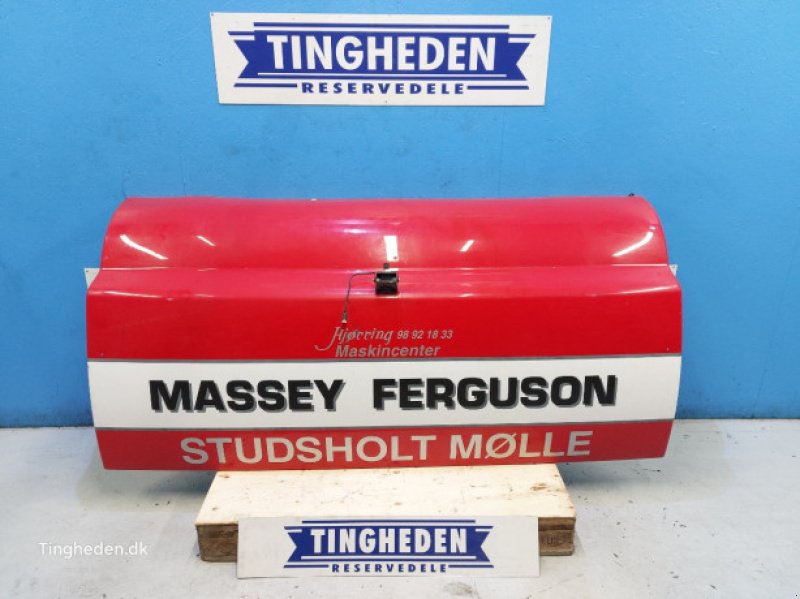 TINGHEDEN
RESERVEDELE
Hjørring 98 92 18 33
Maskincenter
MASSEY FERGUSON
STUDSHOLT MØLLE
TINGHEDEN
RESERVEDELE
Tingheden.dk